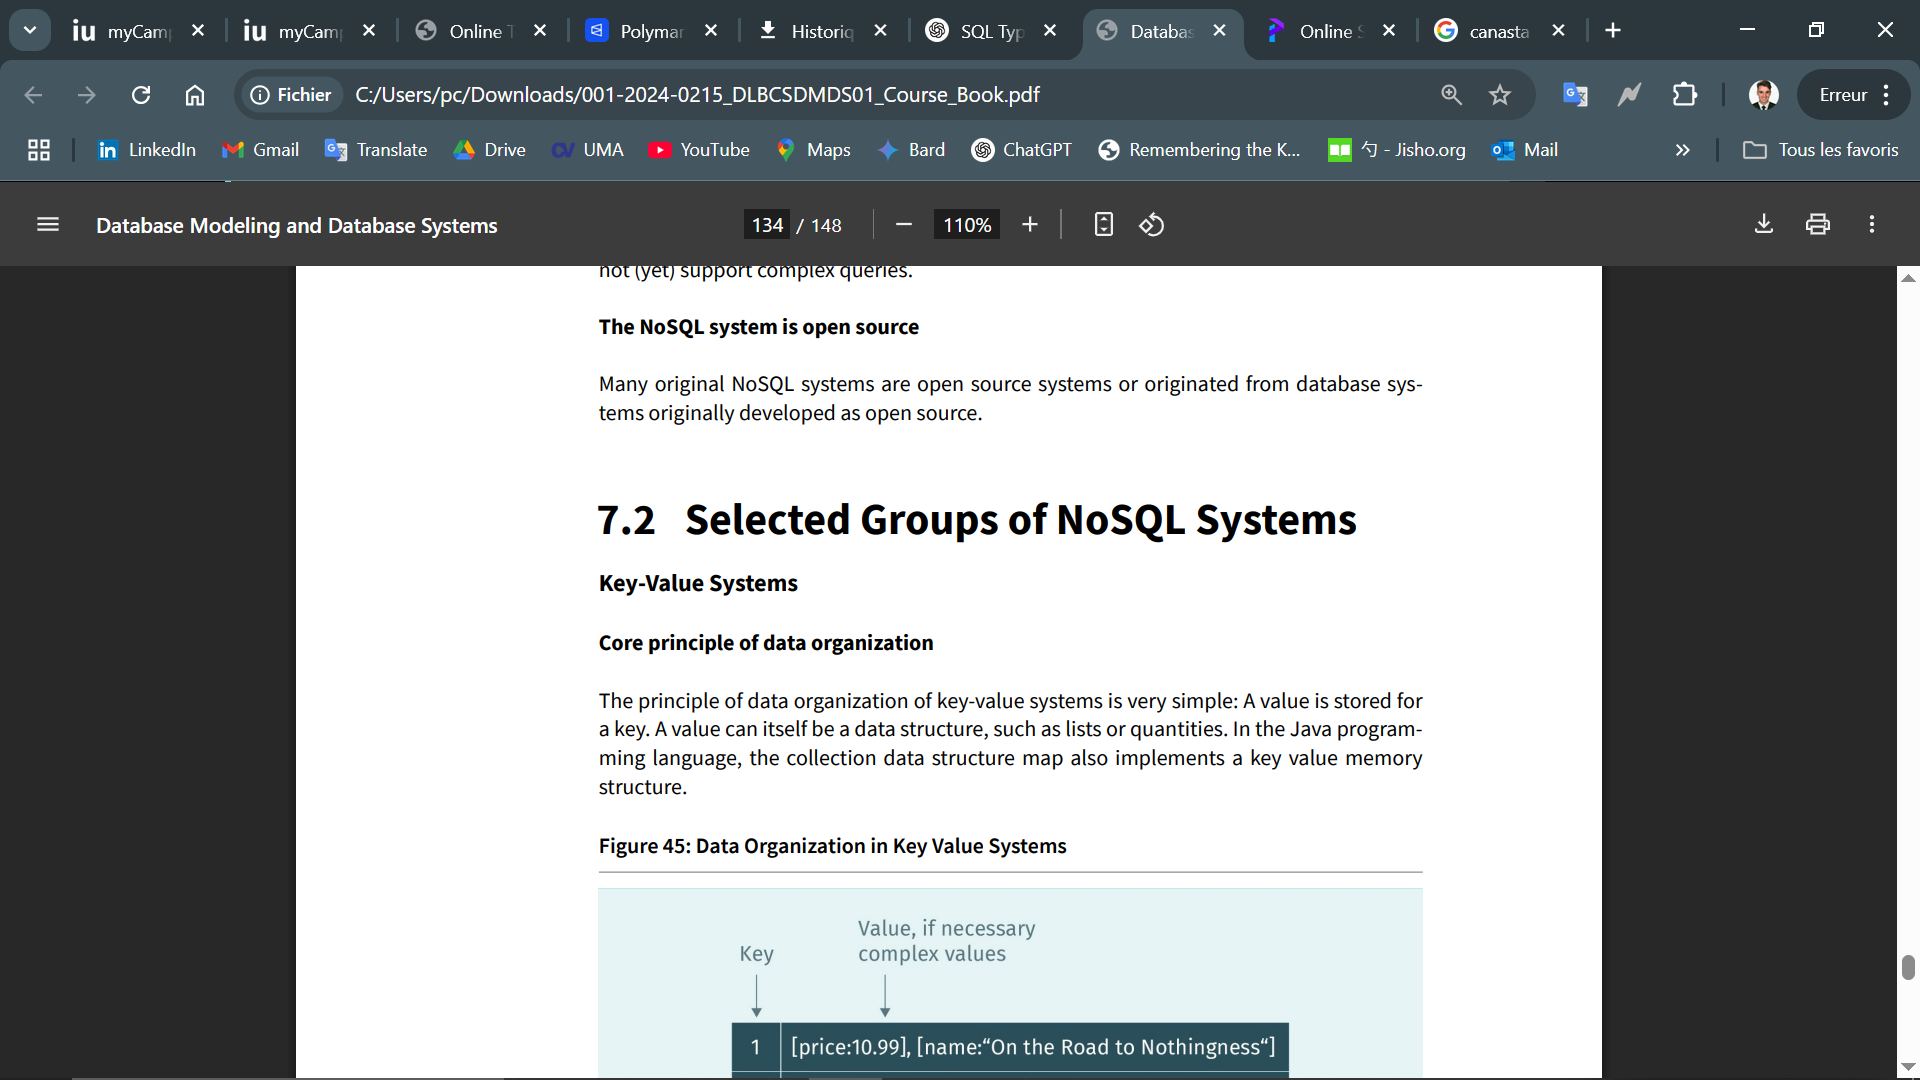 myCam
myCam
Online T
Polymar
Historiq
SQL Typ
Databas
Online S
canasta
Fichier
C:/Users/pc/Downloads/001-2024-0215_DLBCSDMDS01_Course_Book.pdf
Erreur
LinkedIn
Gmail
Translate
Drive
UMA
YouTube
Maps
Bard
ChatGPT
Remembering the K...
勹 - Jisho.org
Mail
Tous les favoris
Database Modeling and Database Systems
134 / 148
110%
not (yet) support complex queries.
The NoSQL system is open source
Many original NoSQL systems are open source systems or originated from database sys-
tems originally developed as open source.
7.2 Selected Groups of NoSQL Systems
Key-Value Systems
Core principle of data organization
The principle of data organization of key-value systems is very simple: A value is stored for
a key. A value can itself be a data structure, such as lists or quantities. In the Java program-
ming language, the collection data structure map also implements a key value memory
structure.
Figure 45: Data Organization in Key Value Systems
Value, if necessary
complex values
Key
1 [price:10.99], [name:“On the Road to Nothingness“]